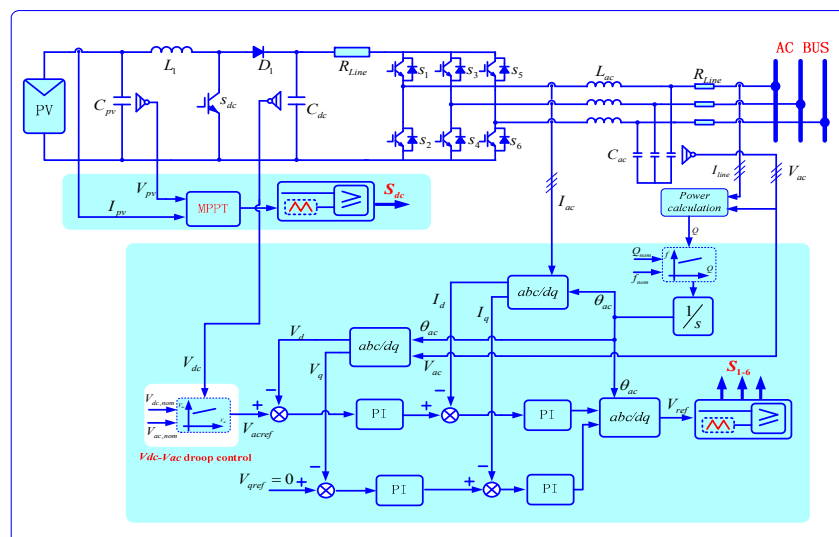 AC BUS
L1 D1 RLine s1 s3 s5 Lac RLine
PV Cpv sdc Cdc
s2 s4 s6 Cac Iline Vac
Vpv Sdc Iac Power calculation
Ipv MPPT ≥
Q
Qnom f
fnom Q
Id Iq abc/dq θac 1/s
Vd θac
Vdc Vq abc/dq Vac S1-6
θac
Vdc,nom Vref
Vac,nom + − PI + − PI abc/dq ≥
Vacref
Vdc-Vac droop control
− −
Vqref = 0 + PI + PI